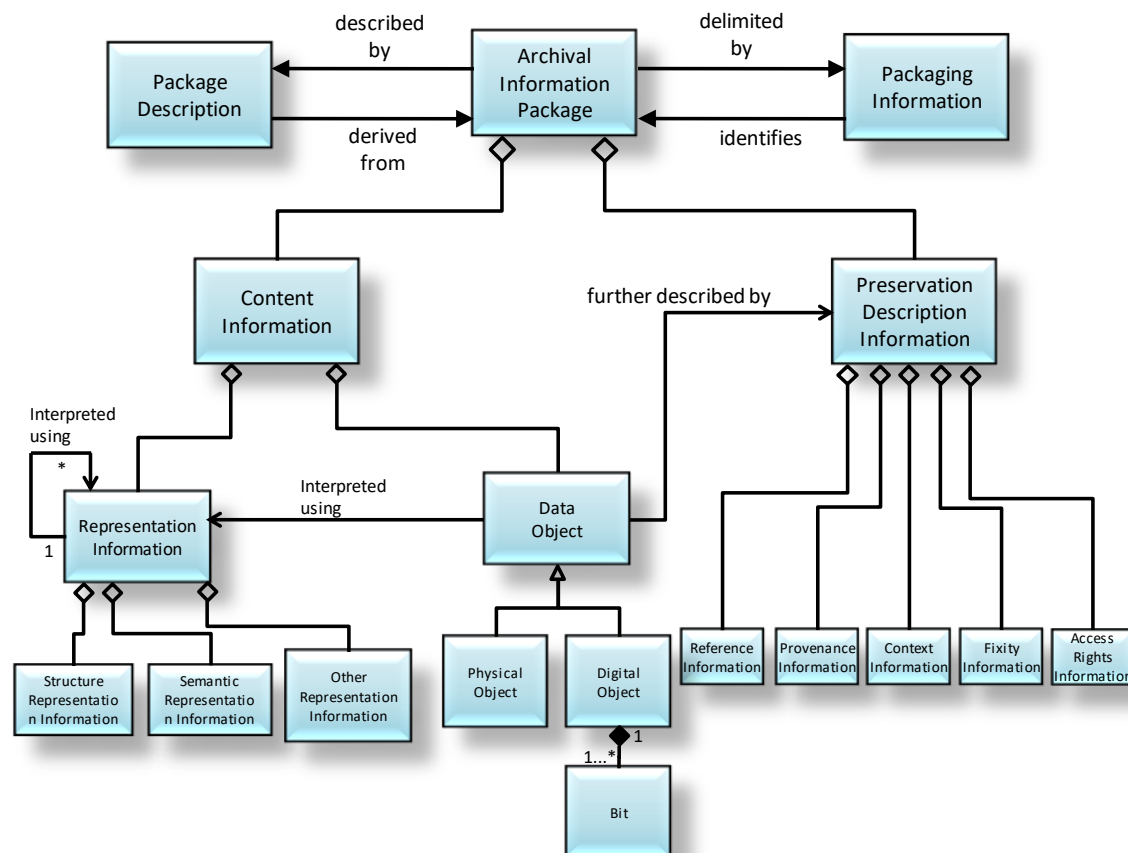 described
by
delimited
by
Package
Description
Archival
Information
Package
Packaging
Information
derived
from
identifies
Content
Information
further described by
Preservation
Description
Information
Interpreted
using
*
Representation
Information
1
Interpreted
using
Data
Object
Structure
Representatio
n Information
Semantic
Representatio
n Information
Other
Representation
Information
Physical
Object
Digital
Object
Reference
Information
Provenance
Information
Context
Information
Fixity
Information
Access
Rights
Information
1
1...*
Bit